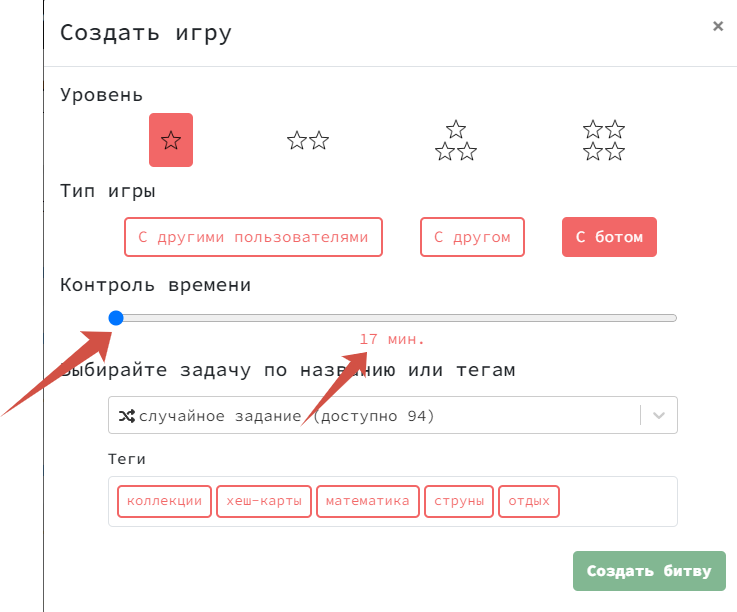 Создать игру
×
Уровень
Тип игры
С другими пользователями
С другом
С ботом
Контроль времени
17 мин.
Выбирайте задачу по названию или тегам
случайное задание (доступно 94)
Теги
коллекции хеш-карты математика струны отдых
Создать битву